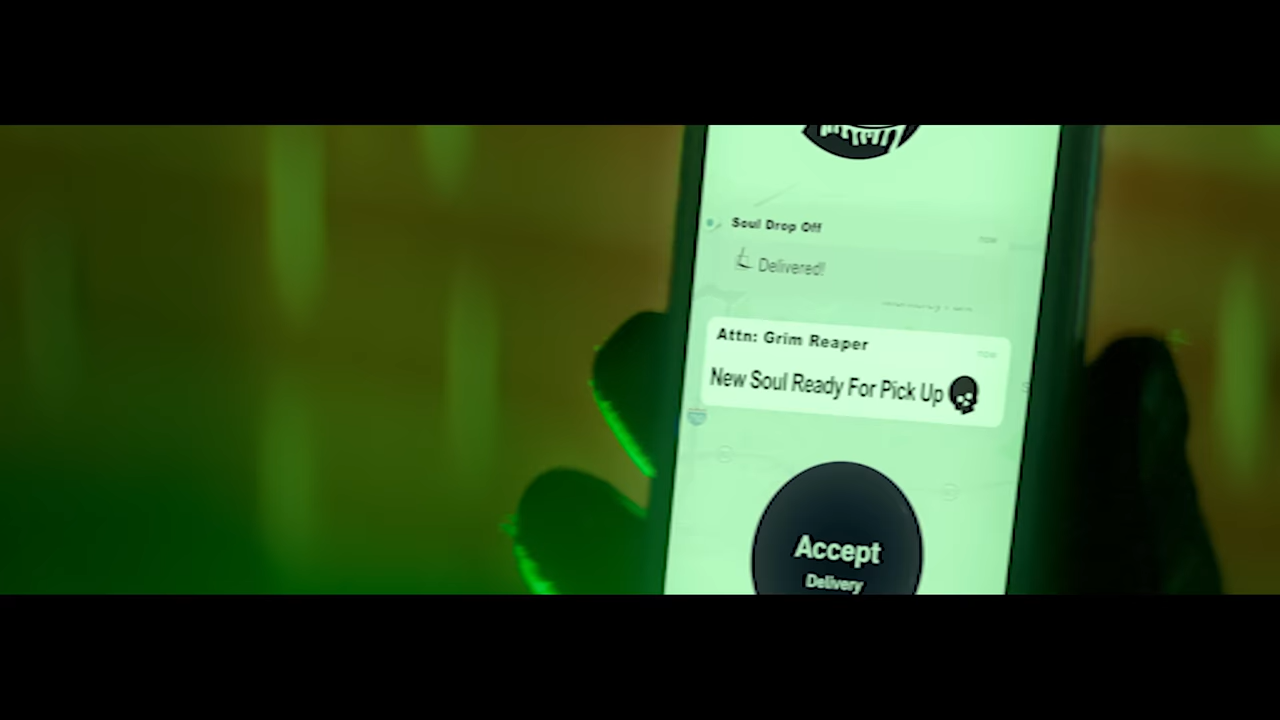 Soul Drop Off
Delivered!
Attn: Grim Reaper
New Soul Ready For Pick Up
Accept
Delivery